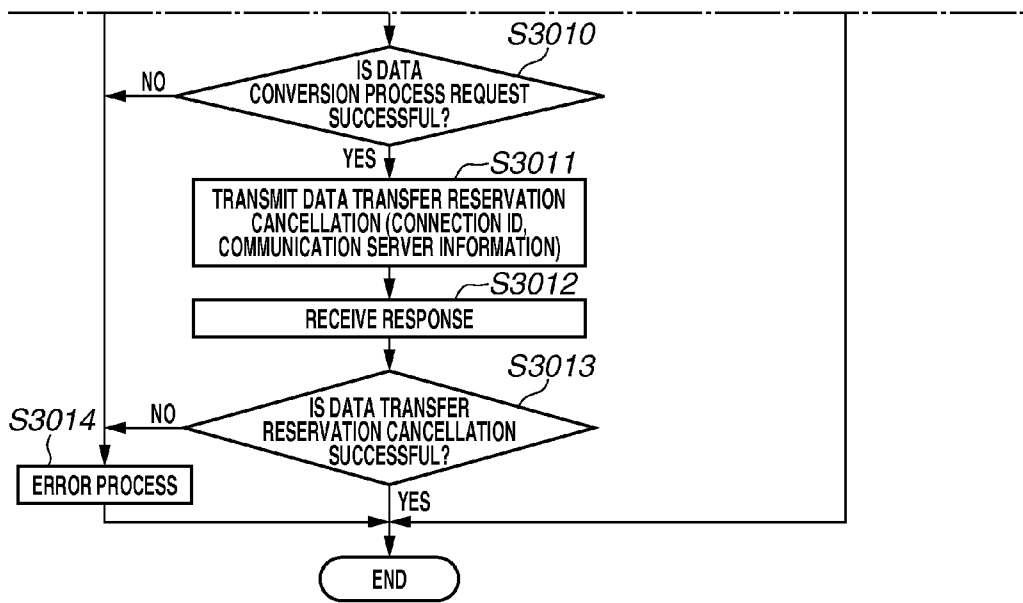 S3010
IS DATA
CONVERSION PROCESS REQUEST
SUCCESSFUL?
NO
YES
S3011
TRANSMIT DATA TRANSFER RESERVATION
CANCELLATION (CONNECTION ID,
COMMUNICATION SERVER INFORMATION)
S3012
RECEIVE RESPONSE
S3013
IS DATA TRANSFER
RESERVATION CANCELLATION
SUCCESSFUL?
NO
S3014
ERROR PROCESS
YES
END